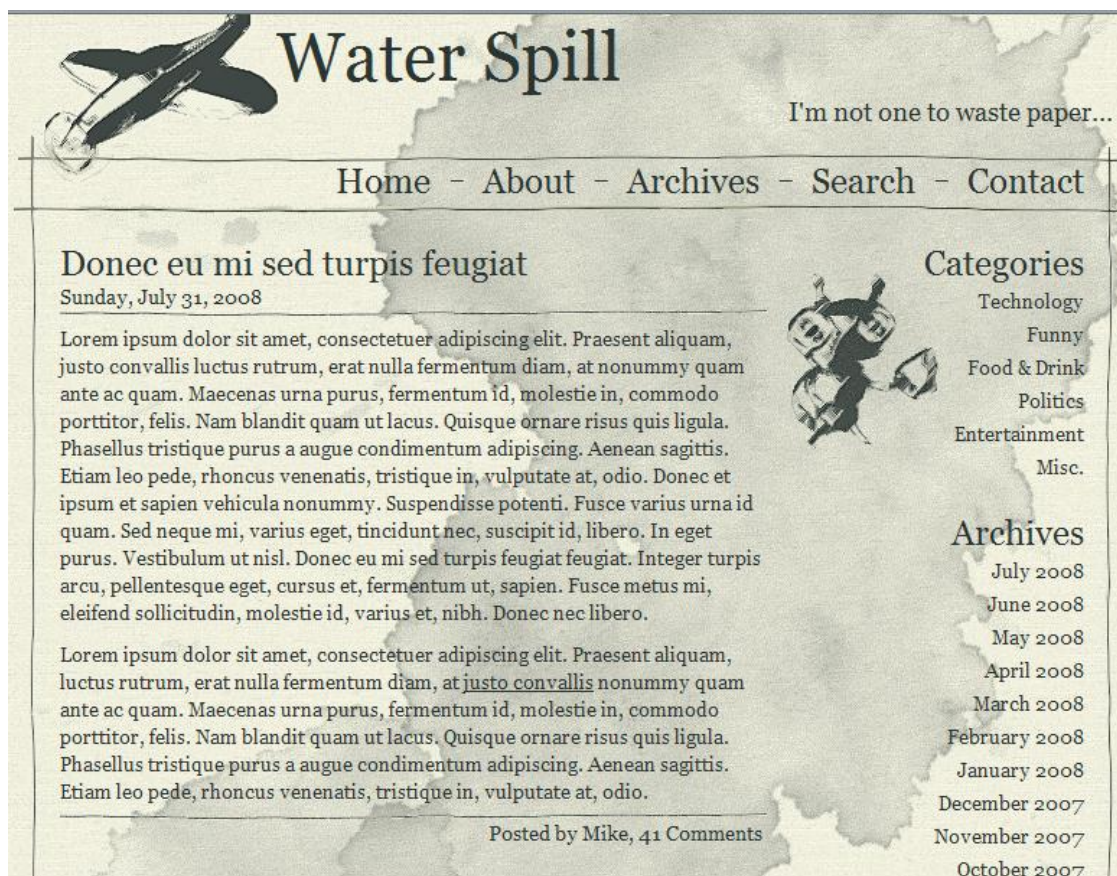 Water Spill
I'm not one to waste paper...
Home - About - Archives - Search - Contact
Donec eu mi sed turpis feugiat
Sunday, July 31, 2008
Lorem ipsum dolor sit amet, consectetuer adipiscing elit. Praesent aliquam,
justo convallis luctus rutrum, erat nulla fermentum diam, at nonummy quam
ante ac quam. Maecenas urna purus, fermentum id, molestie in, commodo
porttitor, felis. Nam blandit quam ut lacus. Quisque ornare risus quis ligula.
Phasellus tristique purus a augue condimentum adipiscing. Aenean sagittis.
Etiam leo pede, rhoncus venenatis, tristique in, vulputate at, odio. Donec et
ipsum et sapien vehicula nonummy. Suspendisse potenti. Fusce varius urna id
quam. Sed neque mi, varius eget, tincidunt nec, suscipit id, libero. In eget
purus. Vestibulum ut nisl. Donec eu mi sed turpis feugiat feugiat. Integer turpis
arcu, pellentesque eget, cursus et, fermentum ut, sapien. Fusce metus mi,
eleifend sollicitudin, molestie id, varius et, nibh. Donec nec libero.
Lorem ipsum dolor sit amet, consectetuer adipiscing elit. Praesent aliquam,
luctus rutrum, erat nulla fermentum diam, at justo convallis nonummy quam
ante ac quam. Maecenas urna purus, fermentum id, molestie in, commodo
porttitor, felis. Nam blandit quam ut lacus. Quisque ornare risus quis ligula.
Phasellus tristique purus a augue condimentum adipiscing. Aenean sagittis.
Etiam leo pede, rhoncus venenatis, tristique in, vulputate at, odio.
Posted by Mike, 41 Comments
Categories
Technology
Funny
Food & Drink
Politics
Entertainment
Misc.
Archives
July 2008
June 2008
May 2008
April 2008
March 2008
February 2008
January 2008
December 2007
November 2007
October 2007